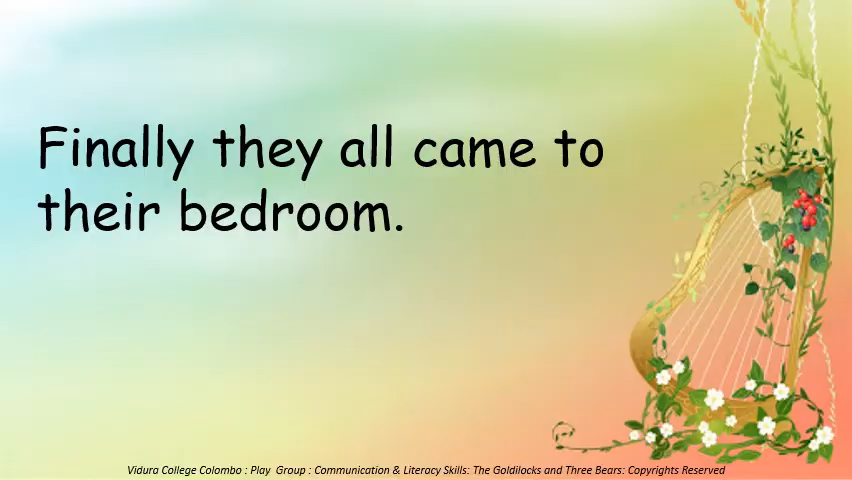 Finally they all came to
their bedroom.
Vidura College Colombo : Play Group : Communication & Literacy Skills: The Goldilocks and Three Bears: Copyrights Reserved